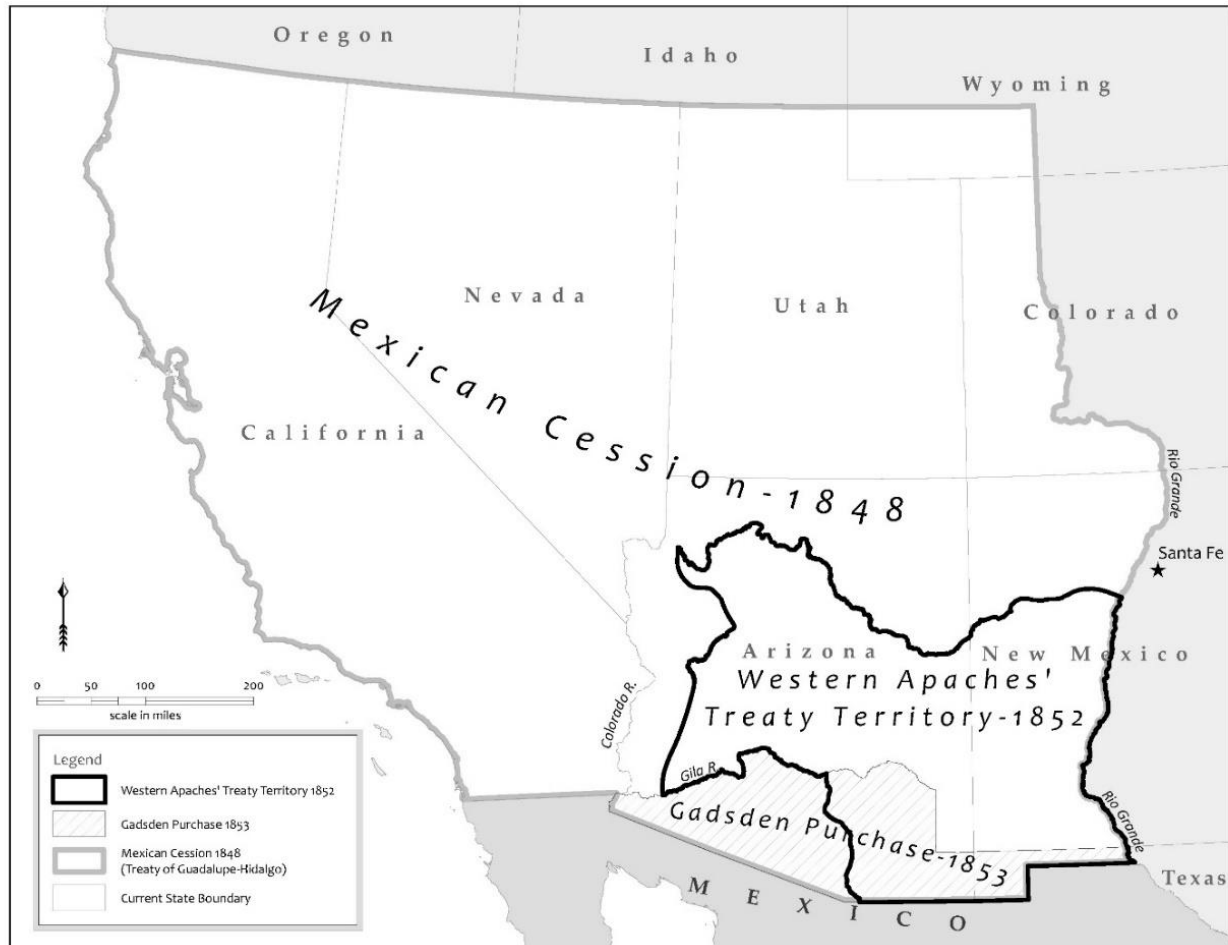 Oregon
Idaho
Wyoming
Nevada
Utah
Colorado
Mexican Cession-1848
California
Rio Grande
Santa Fe
Arizona
New Mexico
Western Apaches'
Treaty Territory-1852
Colorado R.
Gila R.
Gadsden Purchase-1853
Rio Grande
Texas
MEXICO
0 50 100 200
scale in miles
Legend
Western Apaches' Treaty Territory 1852
Gadsden Purchase 1853
Mexican Cession 1848
(Treaty of Guadalupe-Hidalgo)
Current State Boundary